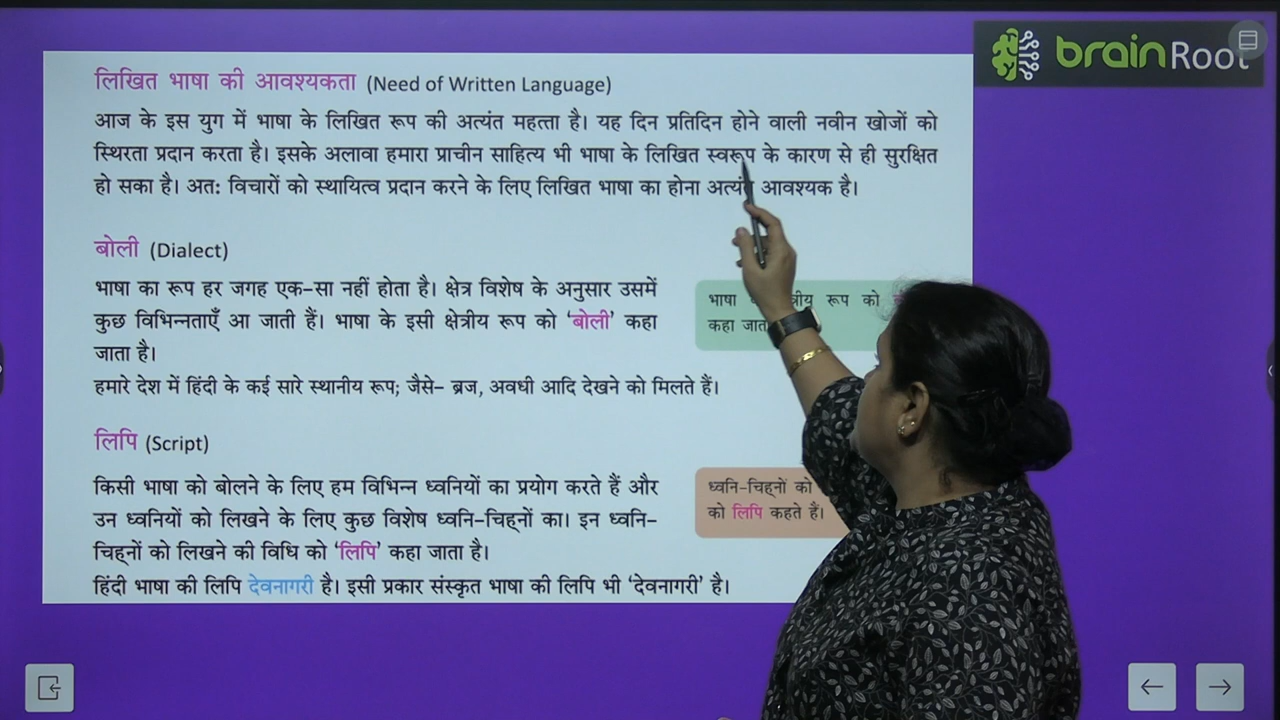 brainRoot
लिखित भाषा की आवश्यकता (Need of Written Language)
आज के इस युग में भाषा के लिखित रूप की अत्यंत महत्ता है। यह दिन प्रतिदिन होने वाली नवीन खोजों को
स्थिरता प्रदान करता है। इसके अलावा हमारा प्राचीन साहित्य भी भाषा के लिखित स्वरूप के कारण से ही सुरक्षित
हो सका है। अतः विचारों को स्थायित्व प्रदान करने के लिए लिखित भाषा का होना अत्यंत आवश्यक है।
बोली (Dialect)
भाषा का रूप हर जगह एक-सा नहीं होता है। क्षेत्र विशेष के अनुसार उसमें
कुछ विभिन्नताएँ आ जाती हैं। भाषा के इसी क्षेत्रीय रूप को ‘बोली’ कहा
जाता है।
हमारे देश में हिंदी के कई सारे स्थानीय रूप; जैसे– ब्रज, अवधी आदि देखने को मिलते हैं।
भाषा रूप को
कहा
लिपि (Script)
किसी भाषा को बोलने के लिए हम विभिन्न ध्वनियों का प्रयोग करते हैं और
उन ध्वनियों को लिखने के लिए कुछ विशेष ध्वनि-चिह्नों का। इन ध्वनि-
चिह्नों को लिखने की विधि को ‘लिपि’ कहा जाता है।
हिंदी भाषा की लिपि देवनागरी है। इसी प्रकार संस्कृत भाषा की लिपि भी ‘देवनागरी’ है।
ध्वनि-चिह्नों को
को लिपि कहते हैं।